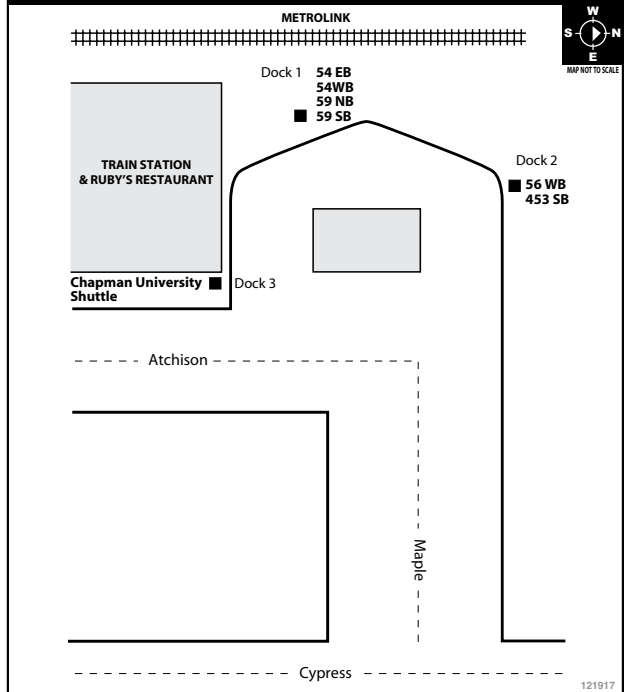 METROLINK
W
S N
E
MAP NOT TO SCALE
Dock 1 54 EB
54WB
59 NB
59 SB
TRAIN STATION
& RUBY'S RESTAURANT
Dock 2
56 WB
453 SB
Chapman University
Shuttle
Dock 3
Atchison
Maple
Cypress
121917